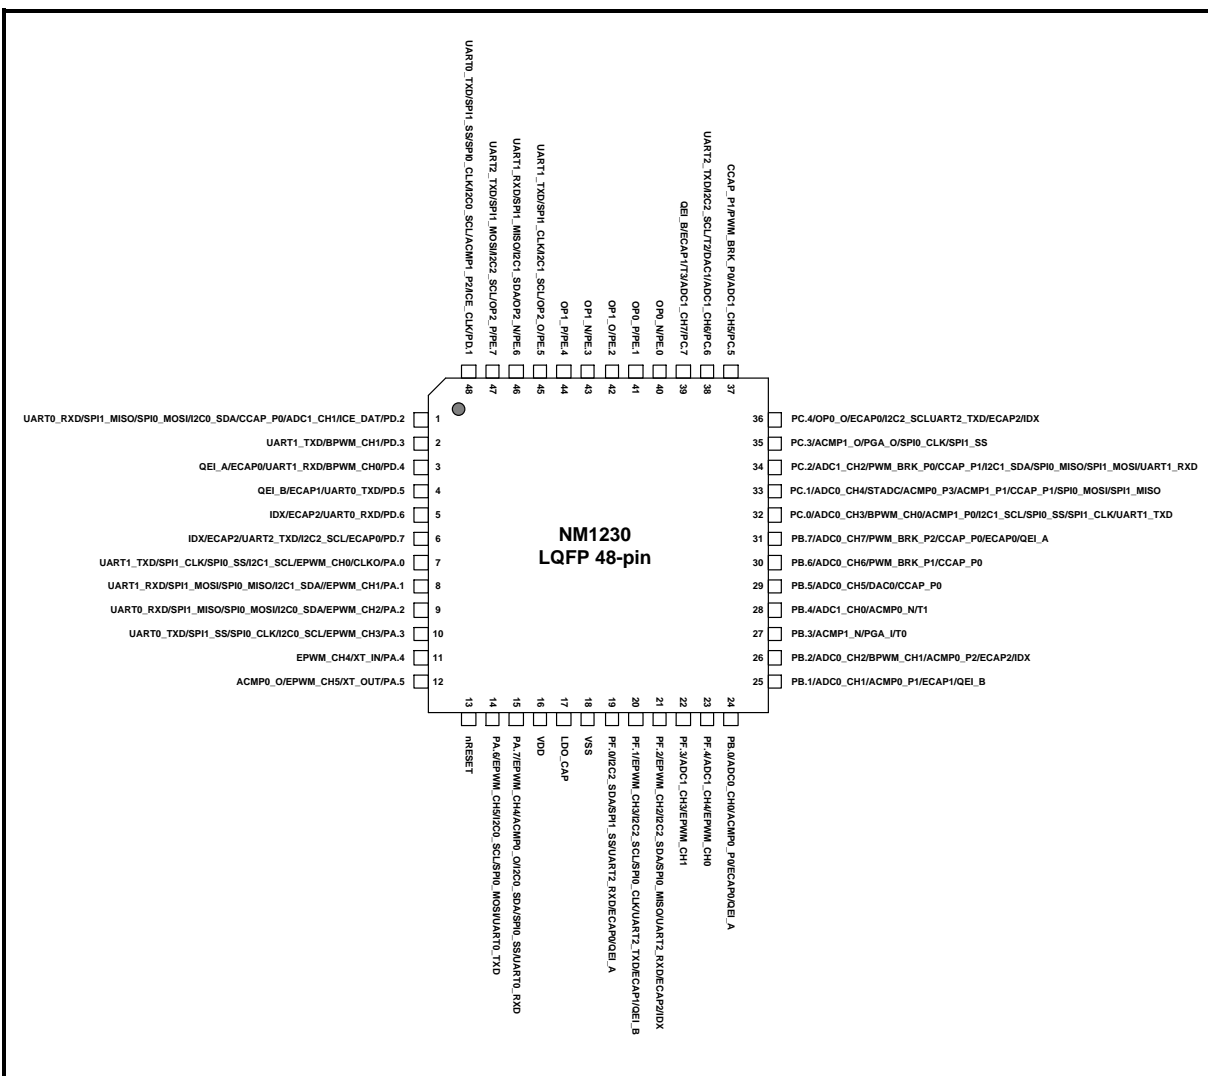 UART0_TXD/SPI1_SS/SPI0_CLK/I2C0_SCL/ACMP1_P2/ICE_CLK/PD.1
UART2_TXD/SPI1_MOSI/I2C2_SCL/OP2_P/PE.7
UART1_RXD/SPI1_MISO/I2C1_SDA/OP2_N/PE.6
UART1_TXD/SPI1_CLK/I2C1_SCL/OP2_O/PE.5
OP1_P/PE.4
OP1_N/PE.3
OP1_O/PE.2
OP0_P/PE.1
OP0_N/PE.0
QEI_B/ECAP1/T3/ADC1_CH7/PC.7
UART2_TXD/I2C2_SCL/T2/DAC1/ADC1_CH6/PC.6
CCAP_P1/PWM_BRK_P0/ADC1_CH5/PC.5
48 47 46 45 44 43 42 41 40 39 38 37
UART0_RXD/SPI1_MISO/SPI0_MOSI/I2C0_SDA/CCAP_P0/ADC1_CH1/ICE_DAT/PD.2 1
UART1_TXD/BPWM_CH1/PD.3 2
QEI_A/ECAP0/UART1_RXD/BPWM_CH0/PD.4 3
QEI_B/ECAP1/UART0_TXD/PD.5 4
IDX/ECAP2/UART0_RXD/PD.6 5
IDX/ECAP2/UART2_TXD/I2C2_SCL/ECAP0/PD.7 6
UART1_TXD/SPI1_CLK/SPI0_SS/I2C1_SCL/EPWM_CH0/CLKO/PA.0 7
UART1_RXD/SPI1_MOSI/SPI0_MISO/I2C1_SDA//EPWM_CH1/PA.1 8
UART0_RXD/SPI1_MISO/SPI0_MOSI/I2C0_SDA/EPWM_CH2/PA.2 9
UART0_TXD/SPI1_SS/SPI0_CLK/I2C0_SCL/EPWM_CH3/PA.3 10
EPWM_CH4/XT_IN/PA.4 11
ACMP0_O/EPWM_CH5/XT_OUT/PA.5 12
NM1230
LQFP 48-pin
36 PC.4/OP0_O/ECAP0/I2C2_SCLUART2_TXD/ECAP2/IDX
35 PC.3/ACMP1_O/PGA_O/SPI0_CLK/SPI1_SS
34 PC.2/ADC1_CH2/PWM_BRK_P0/CCAP_P1/I2C1_SDA/SPI0_MISO/SPI1_MOSI/UART1_RXD
33 PC.1/ADC0_CH4/STADC/ACMP0_P3/ACMP1_P1/CCAP_P1/SPI0_MOSI/SPI1_MISO
32 PC.0/ADC0_CH3/BPWM_CH0/ACMP1_P0/I2C1_SCL/SPI0_SS/SPI1_CLK/UART1_TXD
31 PB.7/ADC0_CH7/PWM_BRK_P2/CCAP_P0/ECAP0/QEI_A
30 PB.6/ADC0_CH6/PWM_BRK_P1/CCAP_P0
29 PB.5/ADC0_CH5/DAC0/CCAP_P0
28 PB.4/ADC1_CH0/ACMP0_N/T1
27 PB.3/ACMP1_N/PGA_I/T0
26 PB.2/ADC0_CH2/BPWM_CH1/ACMP0_P2/ECAP2/IDX
25 PB.1/ADC0_CH1/ACMP0_P1/ECAP1/QEI_B
13 14 15 16 17 18 19 20 21 22 23 24
nRESET
PA.6/EPWM_CH5/I2C0_SCL/SPI0_MOSI/UART0_TXD
PA.7/EPWM_CH4/ACMP0_O/I2C0_SDA/SPI0_SS/UART0_RXD
VDD
LDO_CAP
VSS
PF.0/I2C2_SDA/SPI1_SS/UART2_RXD/ECAP0/QEI_A
PF.1/EPWM_CH3/I2C2_SCL/SPI0_CLK/UART2_TXD/ECAP1/QEI_B
PF.2/EPWM_CH2/I2C2_SDA/SPI0_MISO/UART2_RXD/ECAP2/IDX
PF.3/ADC1_CH3/EPWM_CH1
PF.4/ADC1_CH4/EPWM_CH0
PB.0/ADC0_CH0/ACMP0_P0/ECAP0/QEI_A